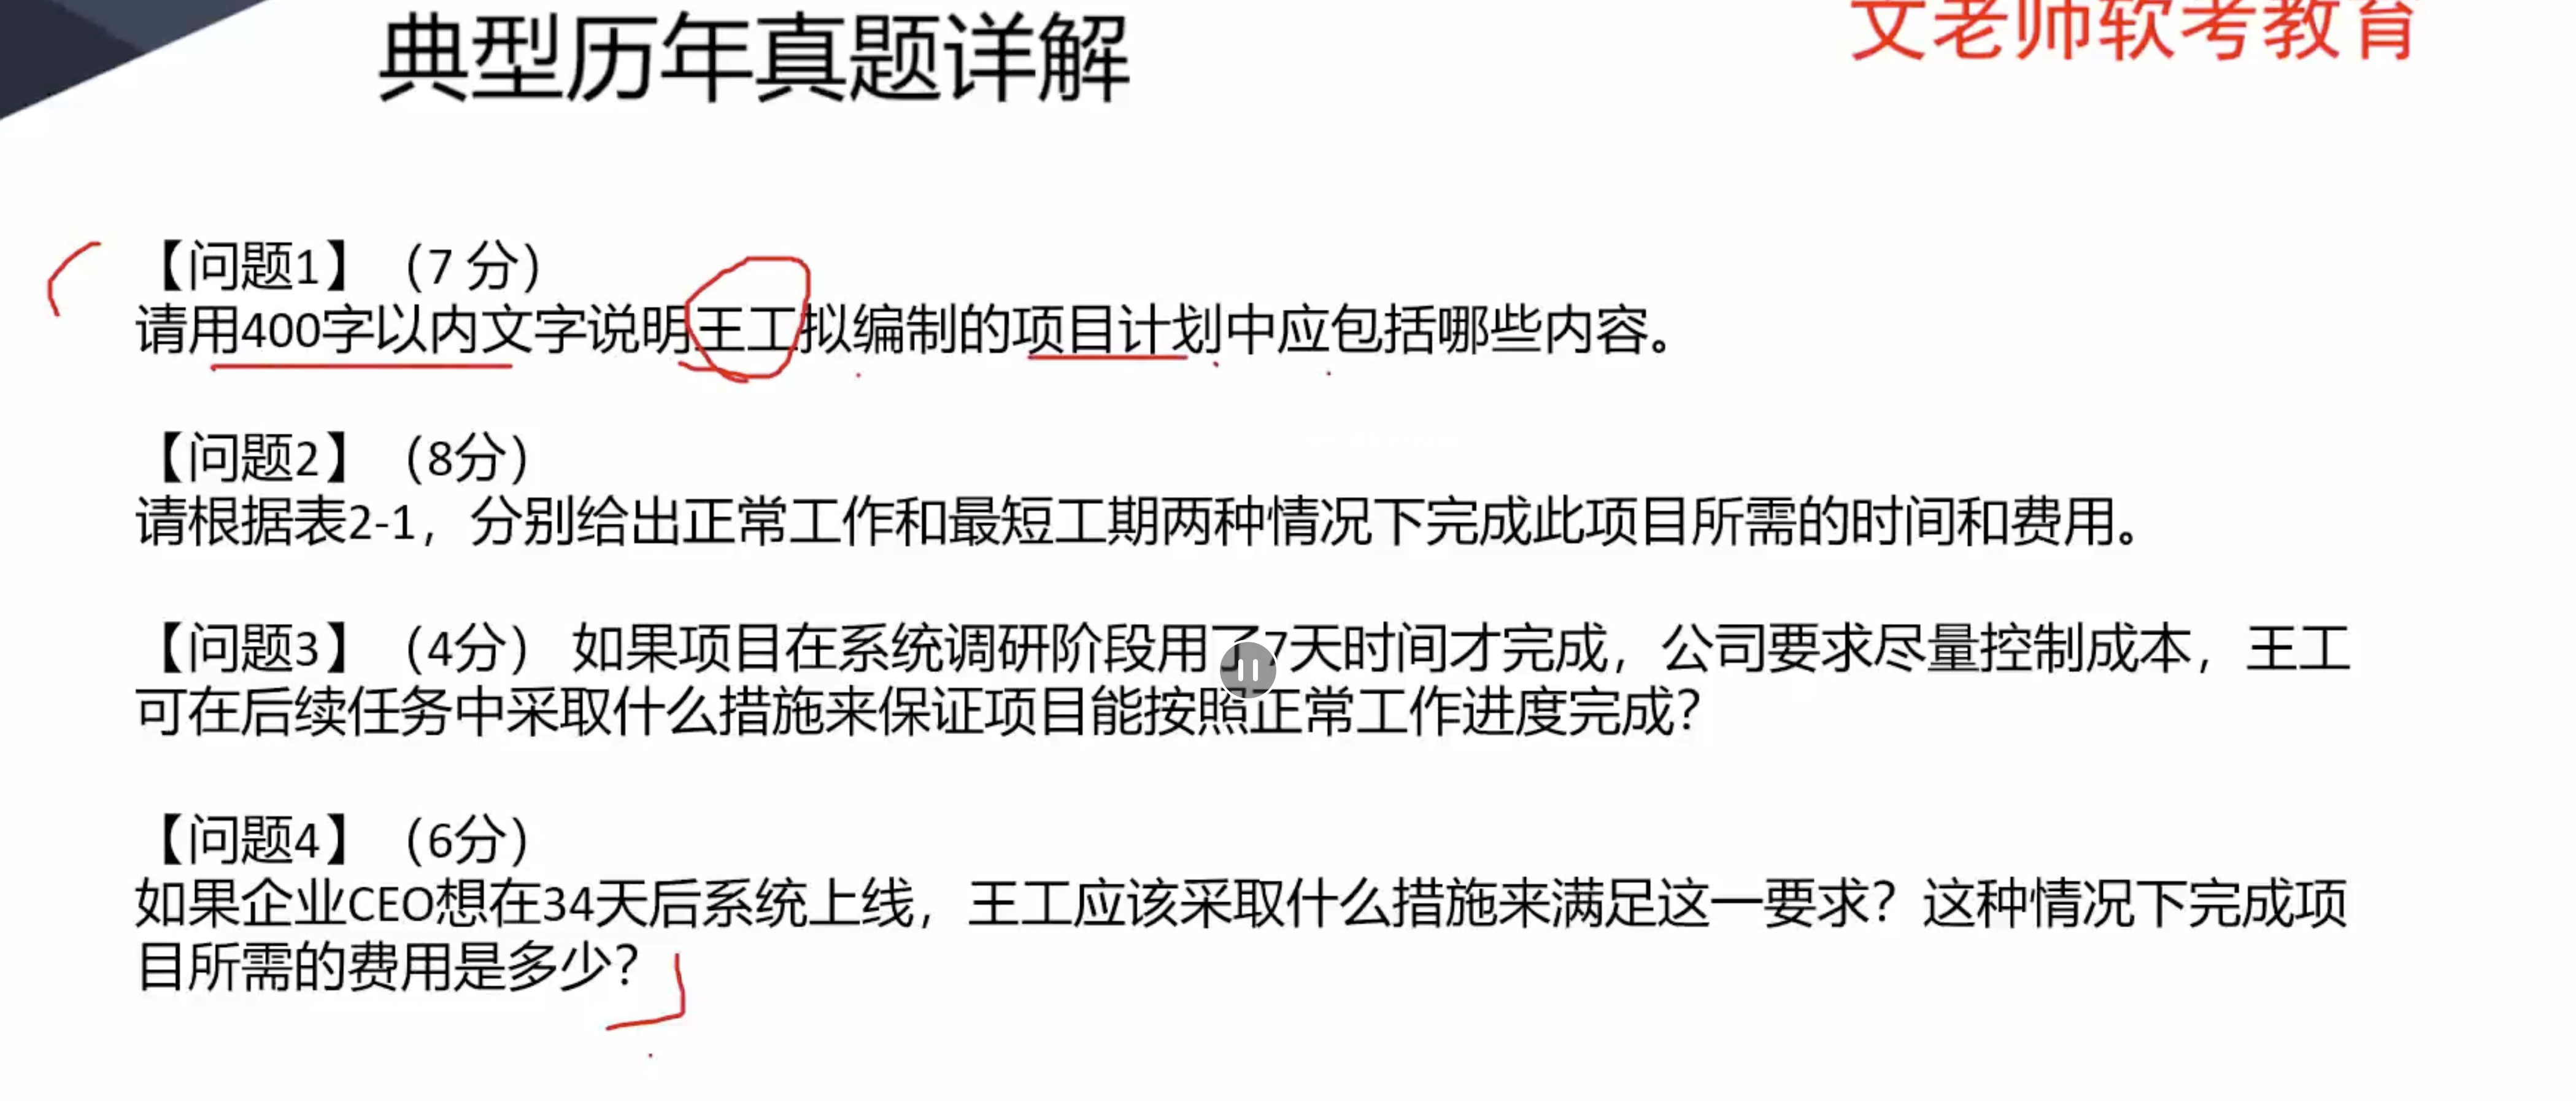 典型历年真题详解
文老师软考教育
【问题1】（7 分）
请用400字以内文字说明王工拟编制的项目计划中应包括哪些内容。
【问题2】（8分）
请根据表2-1，分别给出正常工作和最短工期两种情况下完成此项目所需的时间和费用。
【问题3】（4分） 如果项目在系统调研阶段用了7天时间才完成，公司要求尽量控制成本，王工
可在后续任务中采取什么措施来保证项目能按照正常工作进度完成？
【问题4】（6分）
如果企业CEO想在34天后系统上线，王工应该采取什么措施来满足这一要求？这种情况下完成项
目所需的费用是多少？